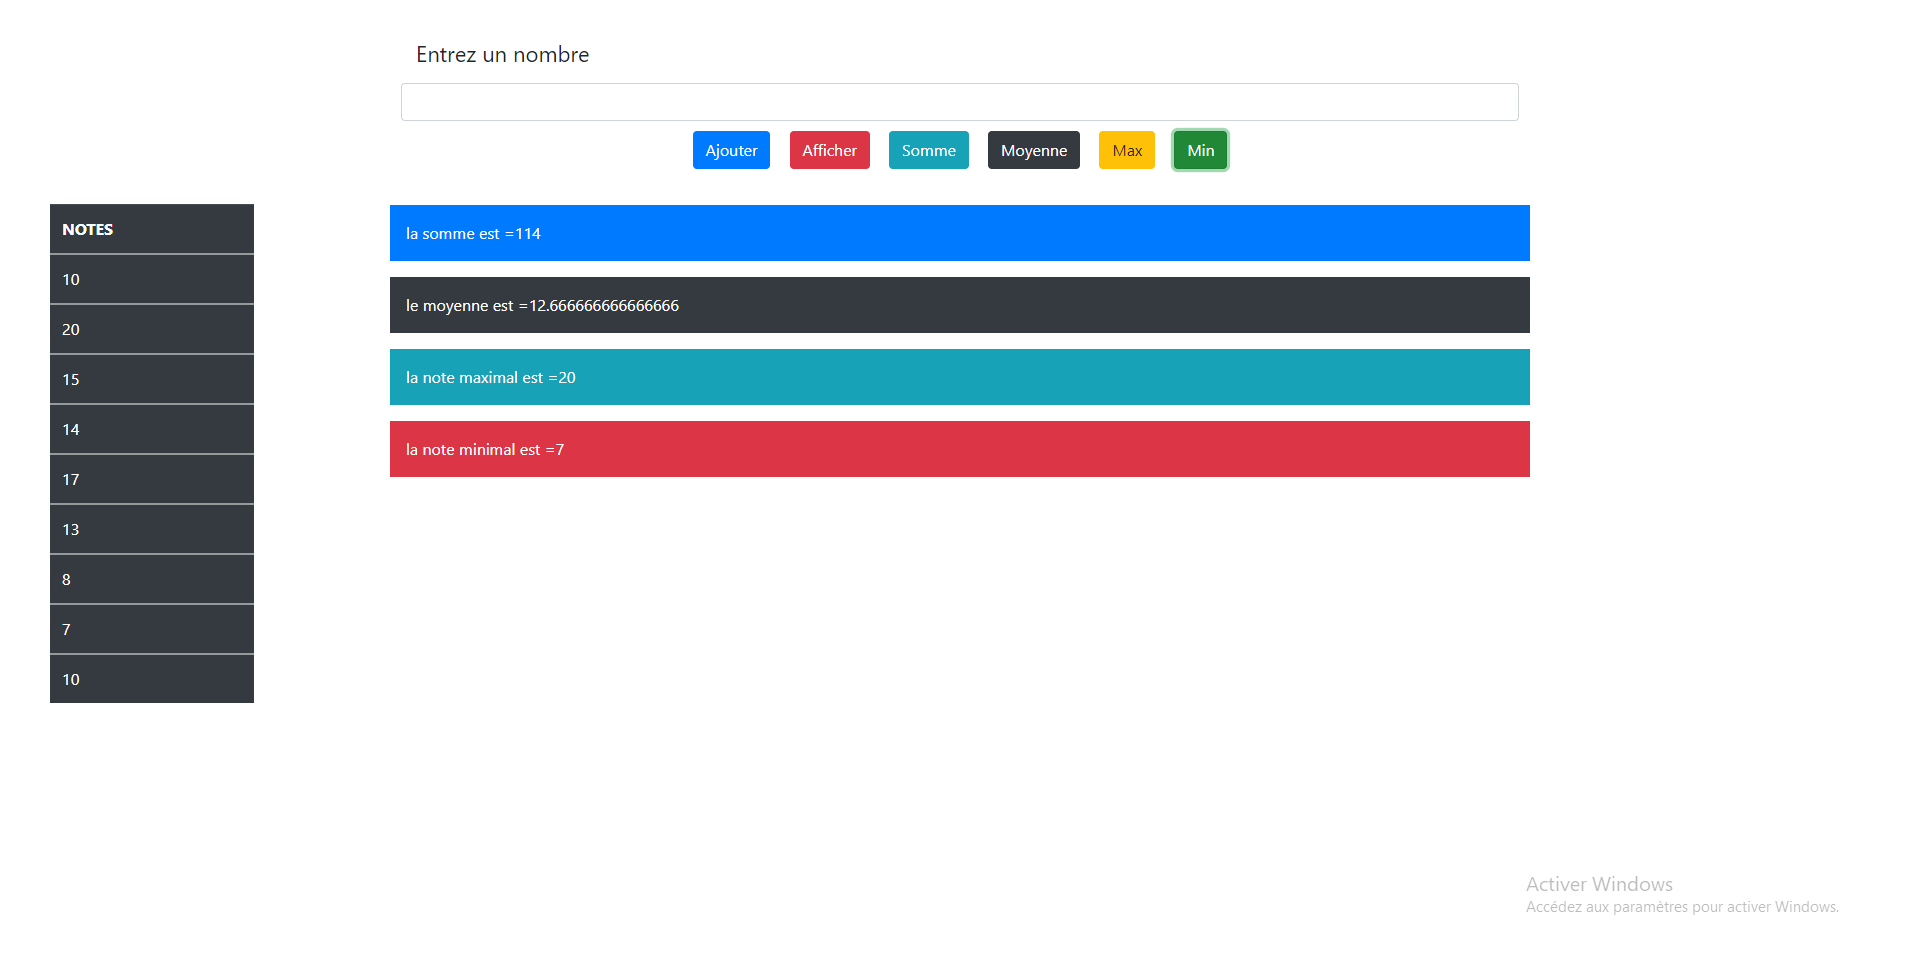 Entrez un nombre
Ajouter Afficher Somme Moyenne Max Min
NOTES
10
20
15
14
17
13
8
7
10
la somme est =114
le moyenne est =12.666666666666666
la note maximal est =20
la note minimal est =7
Activer Windows
Accédez aux paramètres pour activer Windows.